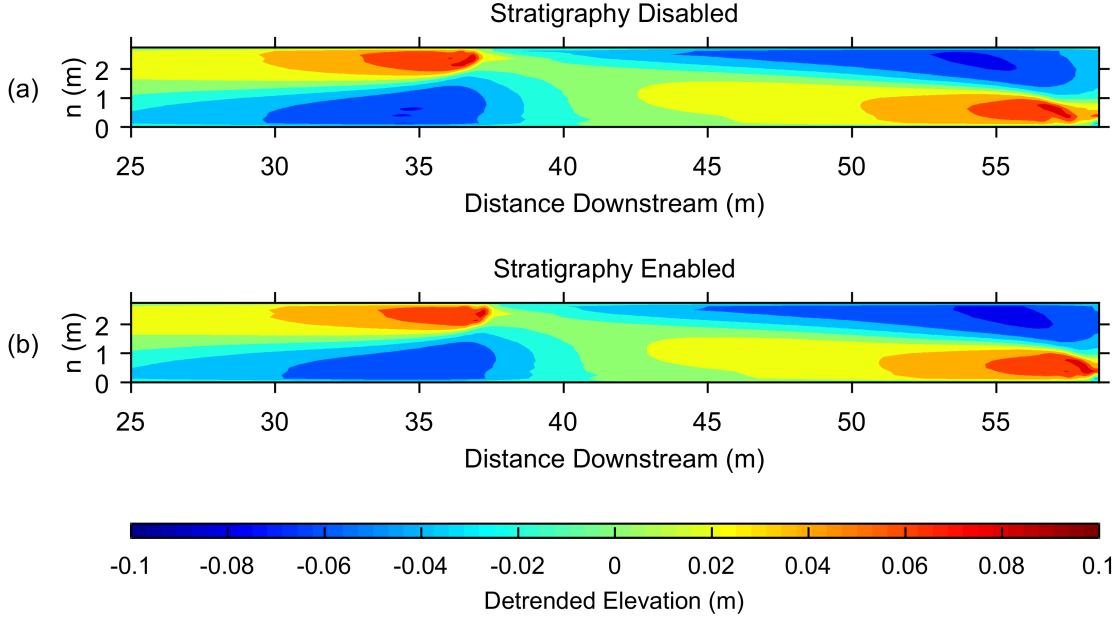 Stratigraphy Disabled
(a)
n (m)
2
1
0
25 30 35 40 45 50 55
Distance Downstream (m)
Stratigraphy Enabled
(b)
n (m)
2
1
0
25 30 35 40 45 50 55
Distance Downstream (m)
-0.1 -0.08 -0.06 -0.04 -0.02 0 0.02 0.04 0.06 0.08 0.1
Detrended Elevation (m)